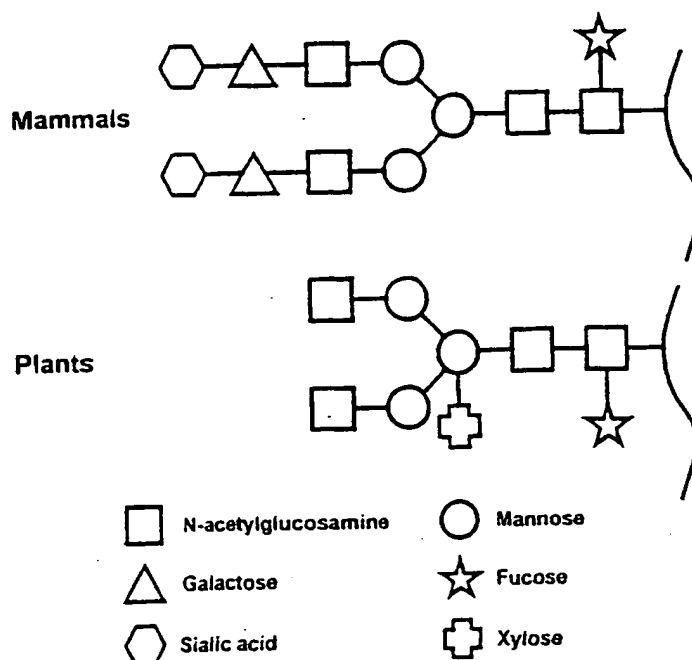 Mammals
Plants
N-acetylglucosamine
Mannose
Galactose
Fucose
Sialic acid
Xylose